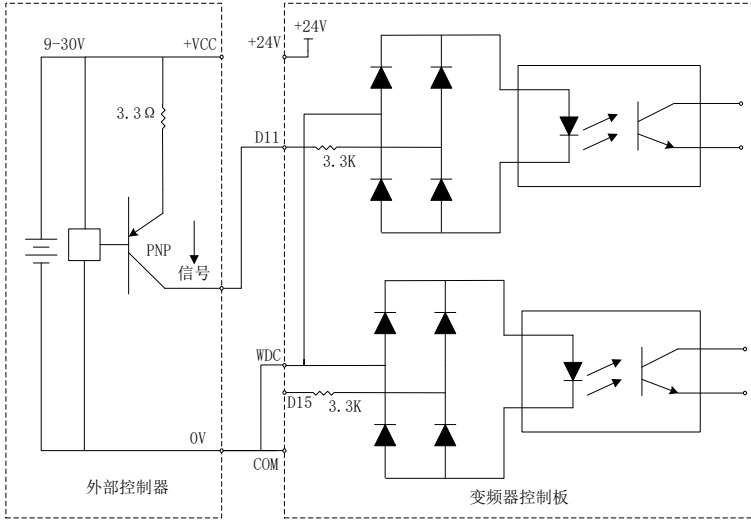 9-30V
+VCC
+24V
+24V
3.3Ω
D11
3.3K
PNP
信号
WDC
D15
3.3K
0V
COM
外部控制器
变频器控制板